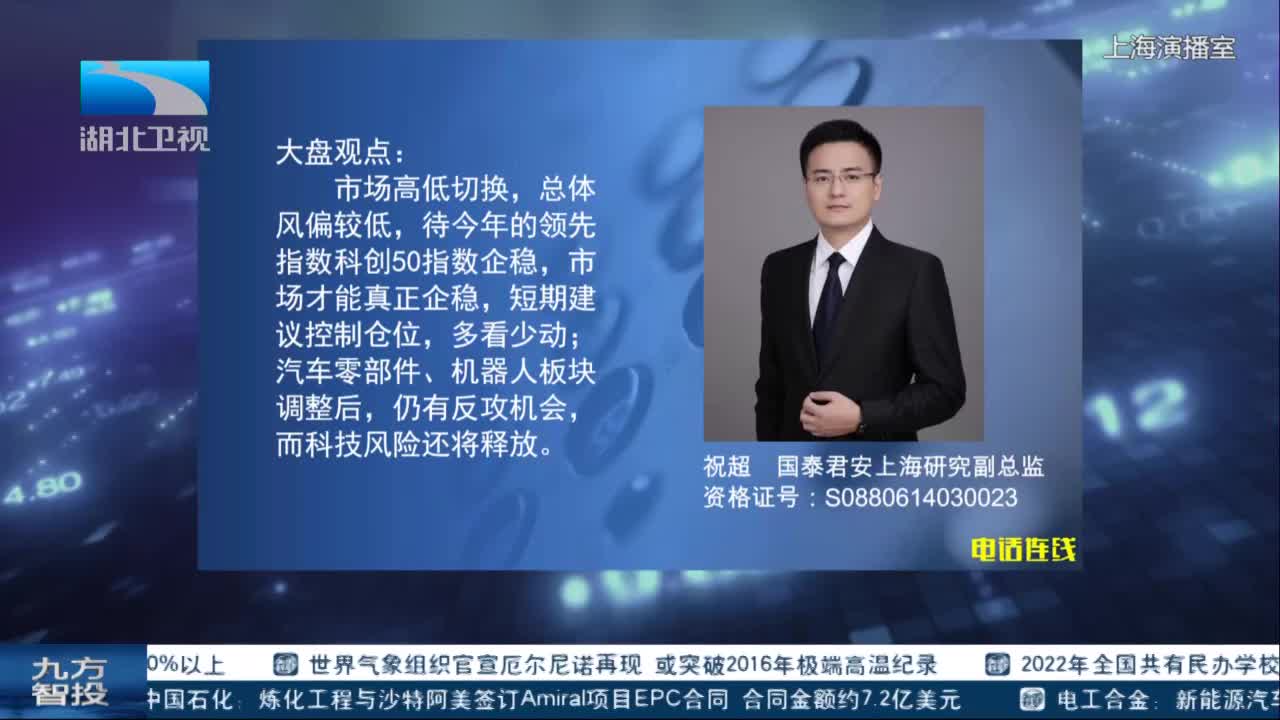 上海演播室
湖北卫视
大盘观点：
市场高低切换，总体
风偏较低，待今年的领先
指数科创50指数企稳，市
场才能真正企稳，短期建
议控制仓位，多看少动；
汽车零部件、机器人板块
调整后，仍有反攻机会，
而科技风险还将释放。
祝超 国泰君安上海研究副总监
资格证号：S0880614030023
电话连线
4.80
12
九方
智投
0%以上 世界气象组织官宣厄尔尼诺再现 或突破2016年极端高温纪录 2022年全国共有民办学校
中国石化：炼化工程与沙特阿美签订Amiral项目EPC合同 合同金额约7.2亿美元 电工合金：新能源汽车